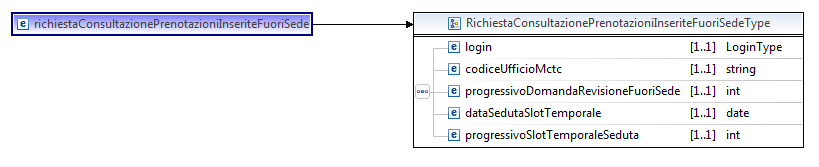 e richiestaConsultazionePrenotazioniInseriteFuoriSede
RichiestaConsultazionePrenotazioniInseriteFuoriSedeType
e login [1..1] LoginType
e codiceUfficioMctc [1..1] string
e progressivoDomandaRevisioneFuoriSede [1..1] int
e dataSedutaSlotTemporale [1..1] date
e progressivoSlotTemporaleSeduta [1..1] int